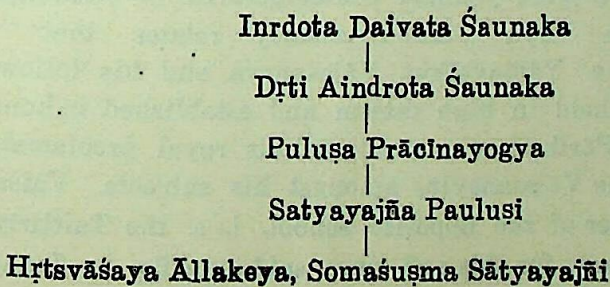 Inrdota Daivata Śaunaka
Dṛti Aindrota Śaunaka
Puluṣa Prācīnayogya
Satyayajña Pauluṣi
Hṛtsvāśaya Āllakeya, Somaśuṣma Sātyayajñi